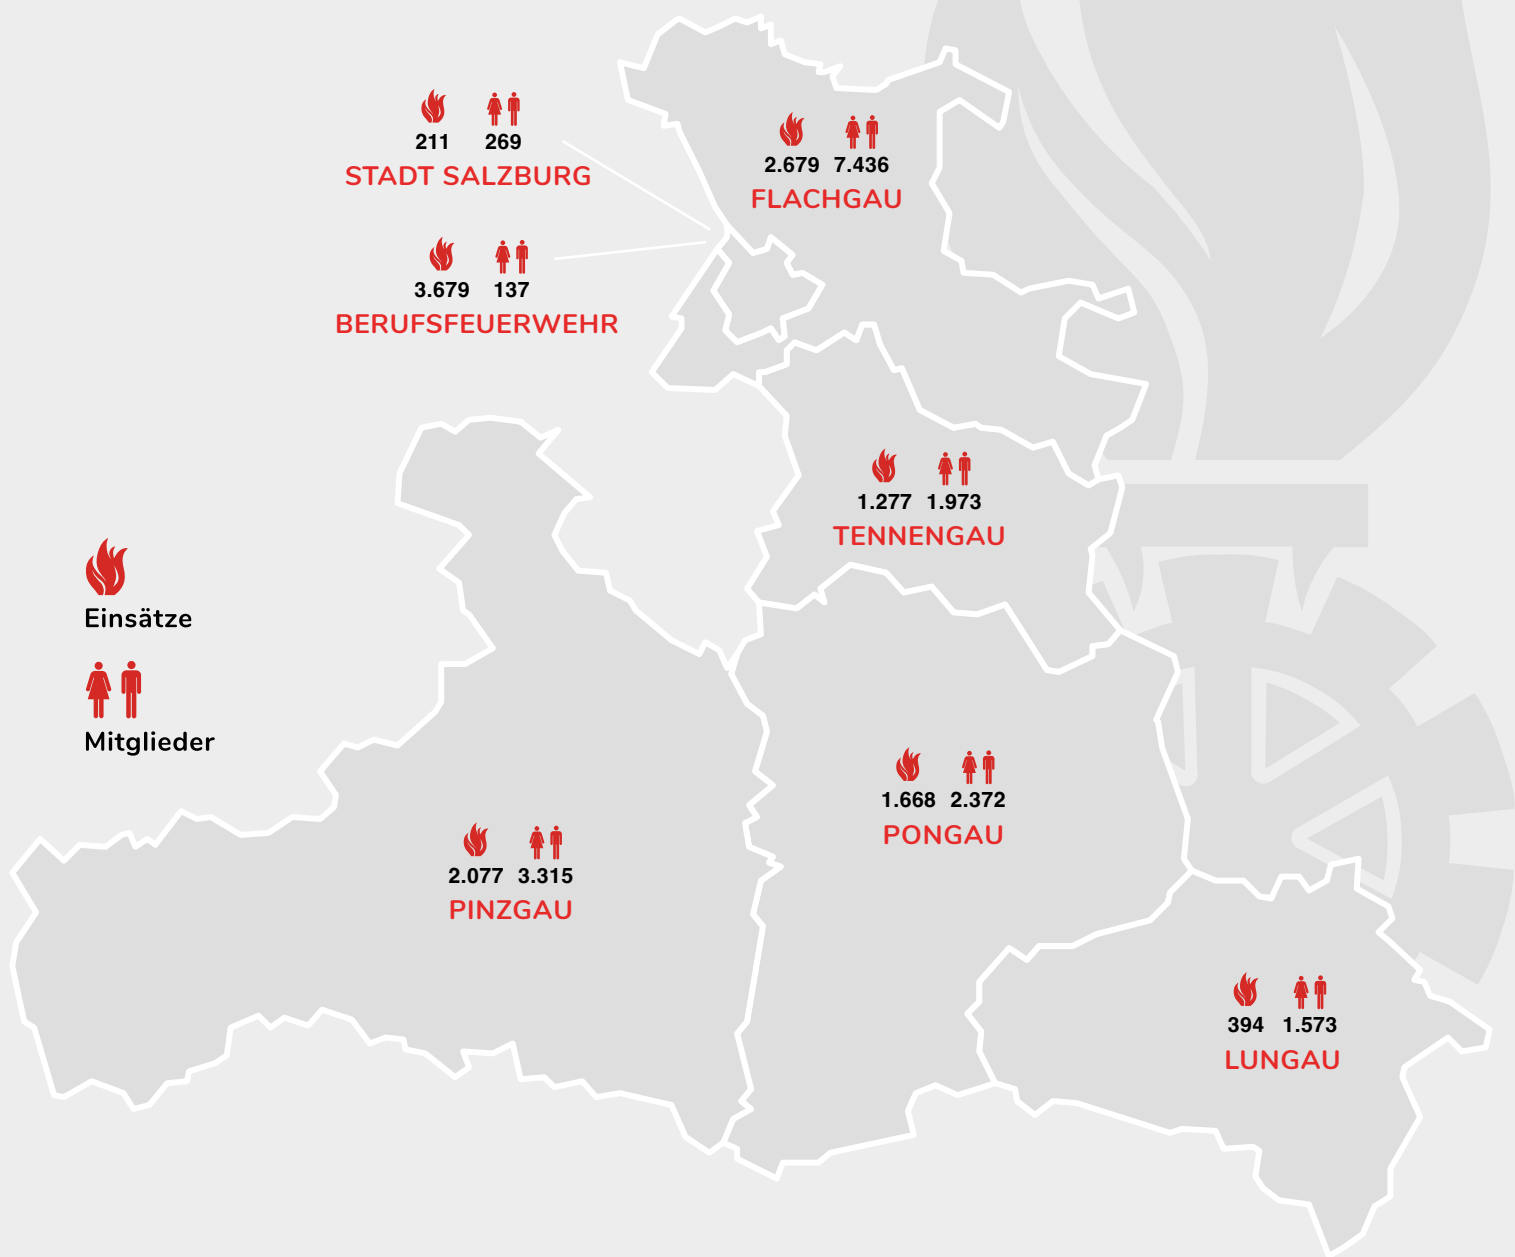 211 269
STADT SALZBURG
2.679 7.436
FLACHGAU
3.679 137
BERUFSFEUERWEHR
1.277 1.973
TENNENGAU
Einsätze
Mitglieder
1.668 2.372
PONGAU
2.077 3.315
PINZGAU
394 1.573
LUNGAU